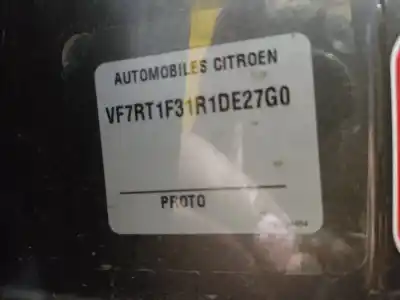 AUTOMOBILES CITROEN
VF7RT1F31R1DE27G0
PROTO